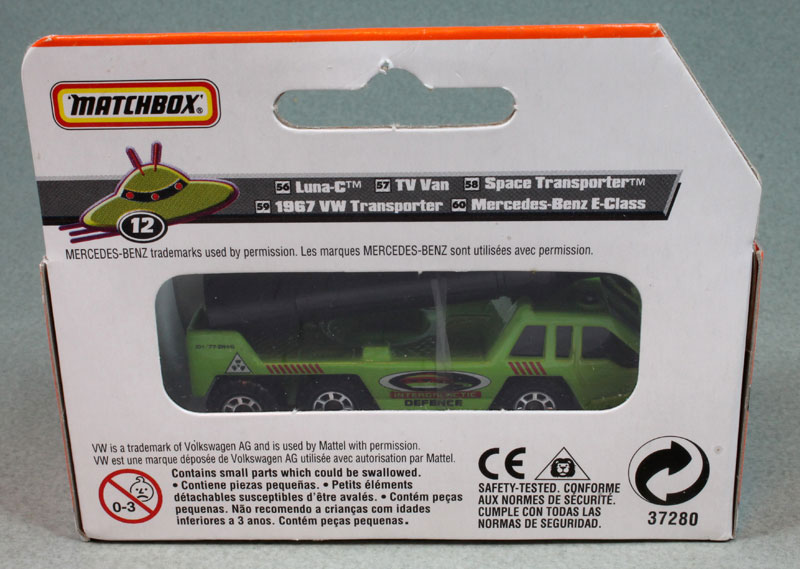 MATCHBOX®
56 Luna-C™ 57 TV Van 58 Space Transporter™
59 1967 VW Transporter 60 Mercedes-Benz E-Class
12
MERCEDES-BENZ trademarks used by permission. Les marques MERCEDES-BENZ sont utilisées avec permission.
INTERGALACTIC
DEFENCE
VW is a trademark of Volkswagen AG and is used by Mattel with permission.
VW est une marque déposée de Volkswagen AG utilisée avec autorisation par Mattel.
0-3
Contains small parts which could be swallowed.
• Contiene piezas pequeñas. • Petits éléments
détachables susceptibles d'être avalés. • Contém peças
pequenas. Não recomendo a crianças com idades
inferiores a 3 anos. Contém peças pequenas.
CE
SAFETY-TESTED. CONFORME
AUX NORMES DE SÉCURITÉ.
CUMPLE CON TODAS LAS
NORMAS DE SEGURIDAD.
37280